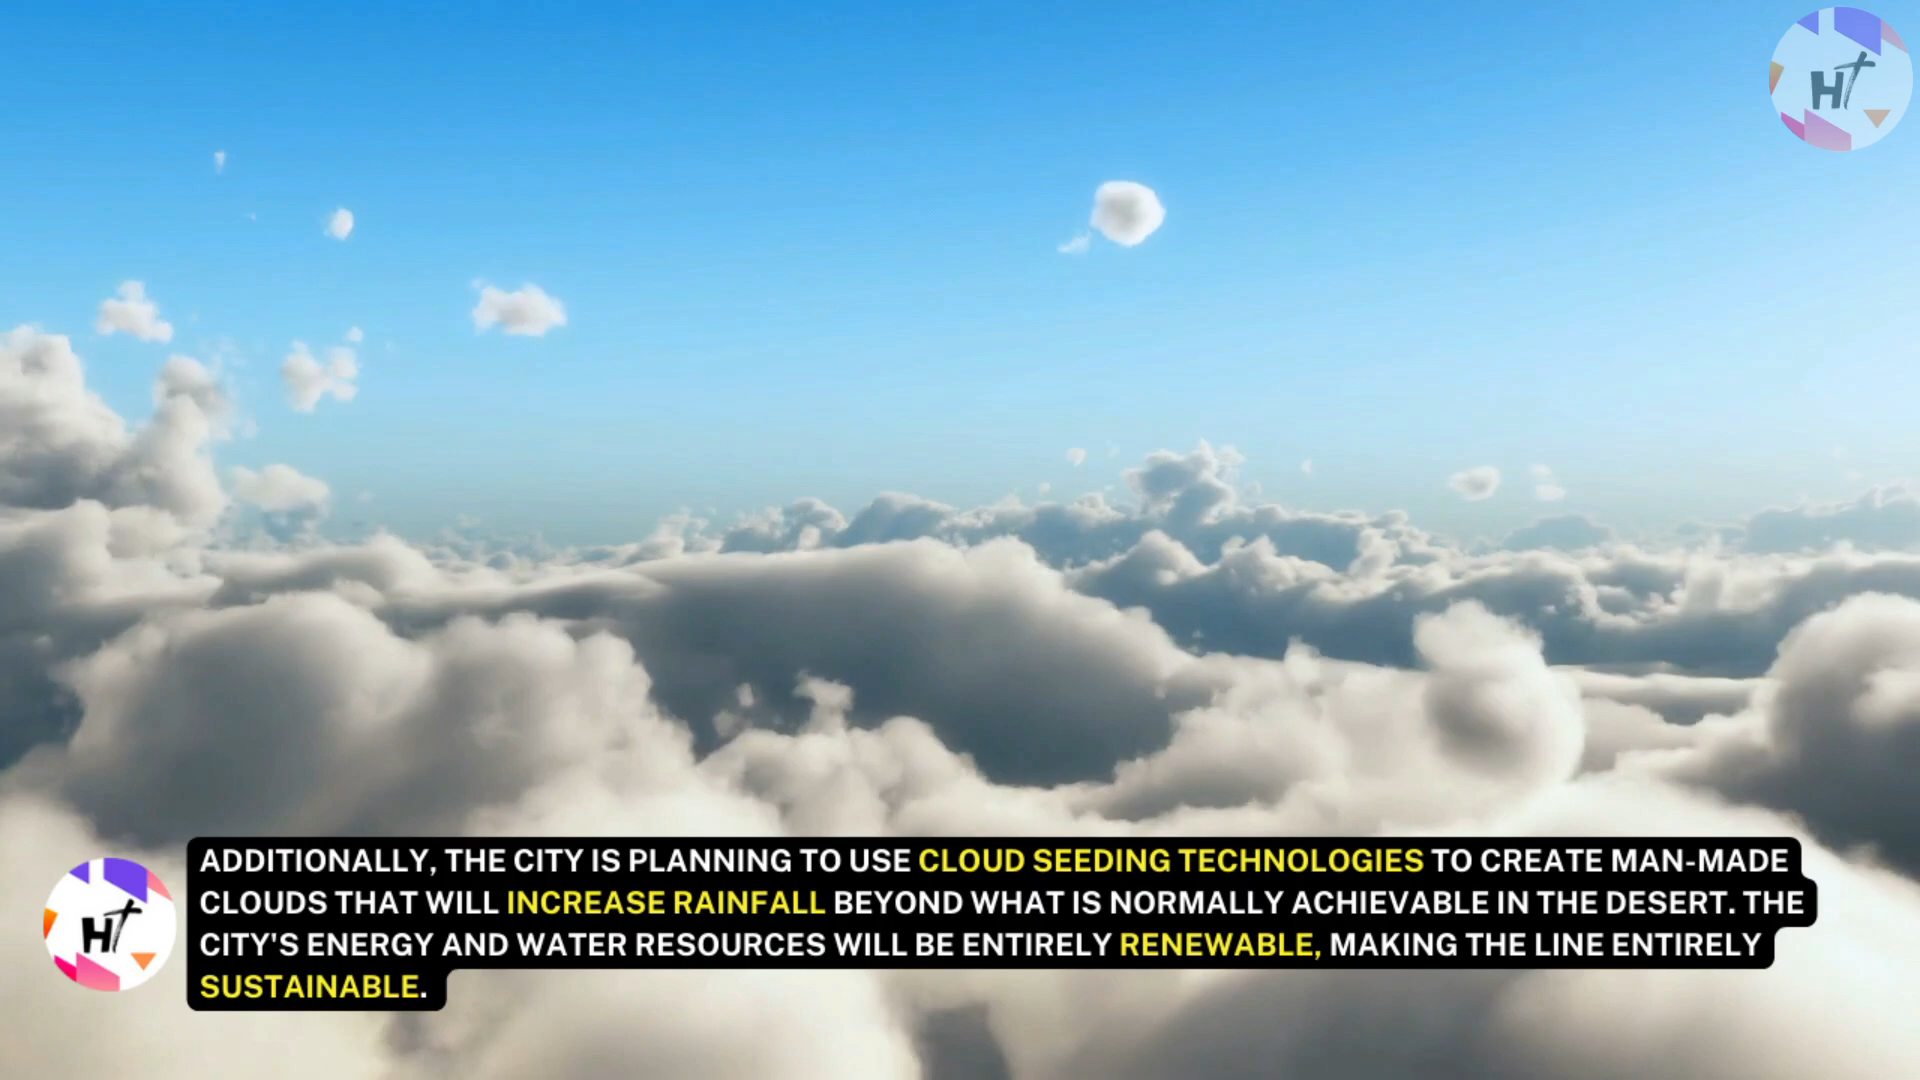 HT
ADDITIONALLY, THE CITY IS PLANNING TO USE CLOUD SEEDING TECHNOLOGIES TO CREATE MAN-MADE
CLOUDS THAT WILL INCREASE RAINFALL BEYOND WHAT IS NORMALLY ACHIEVABLE IN THE DESERT. THE
CITY'S ENERGY AND WATER RESOURCES WILL BE ENTIRELY RENEWABLE, MAKING THE LINE ENTIRELY
SUSTAINABLE.
HT